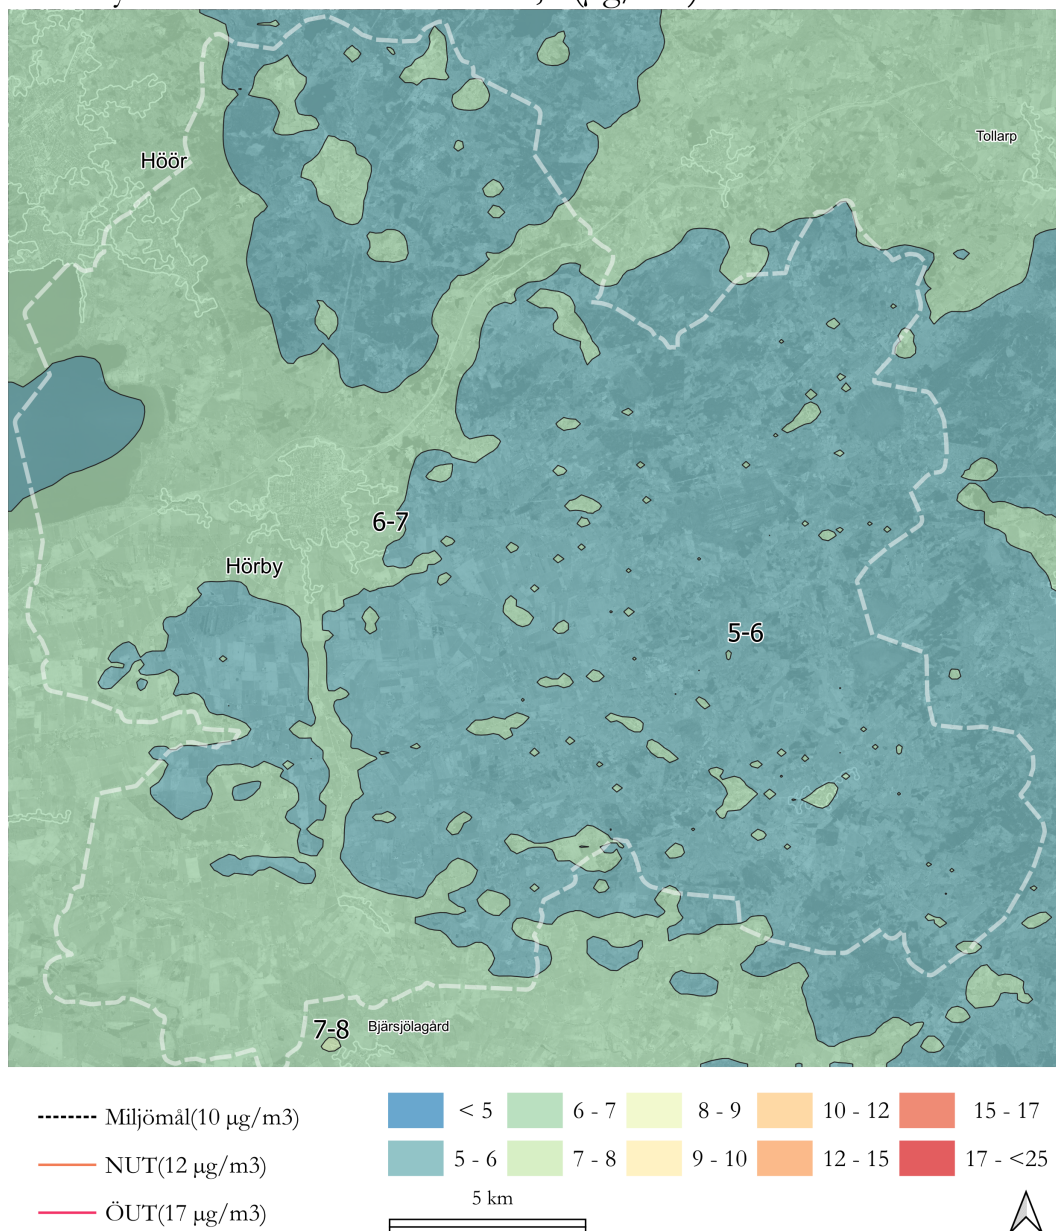 Tollarp
Höör
6-7
Hörby
5-6
7-8
Bjärsjölagård
Miljömål(10 µg/m3)
NUT(12 µg/m3)
ÖUT(17 µg/m3)
< 5
6 - 7
8 - 9
10 - 12
15 - 17
5 - 6
7 - 8
9 - 10
12 - 15
17 - <25
5 km